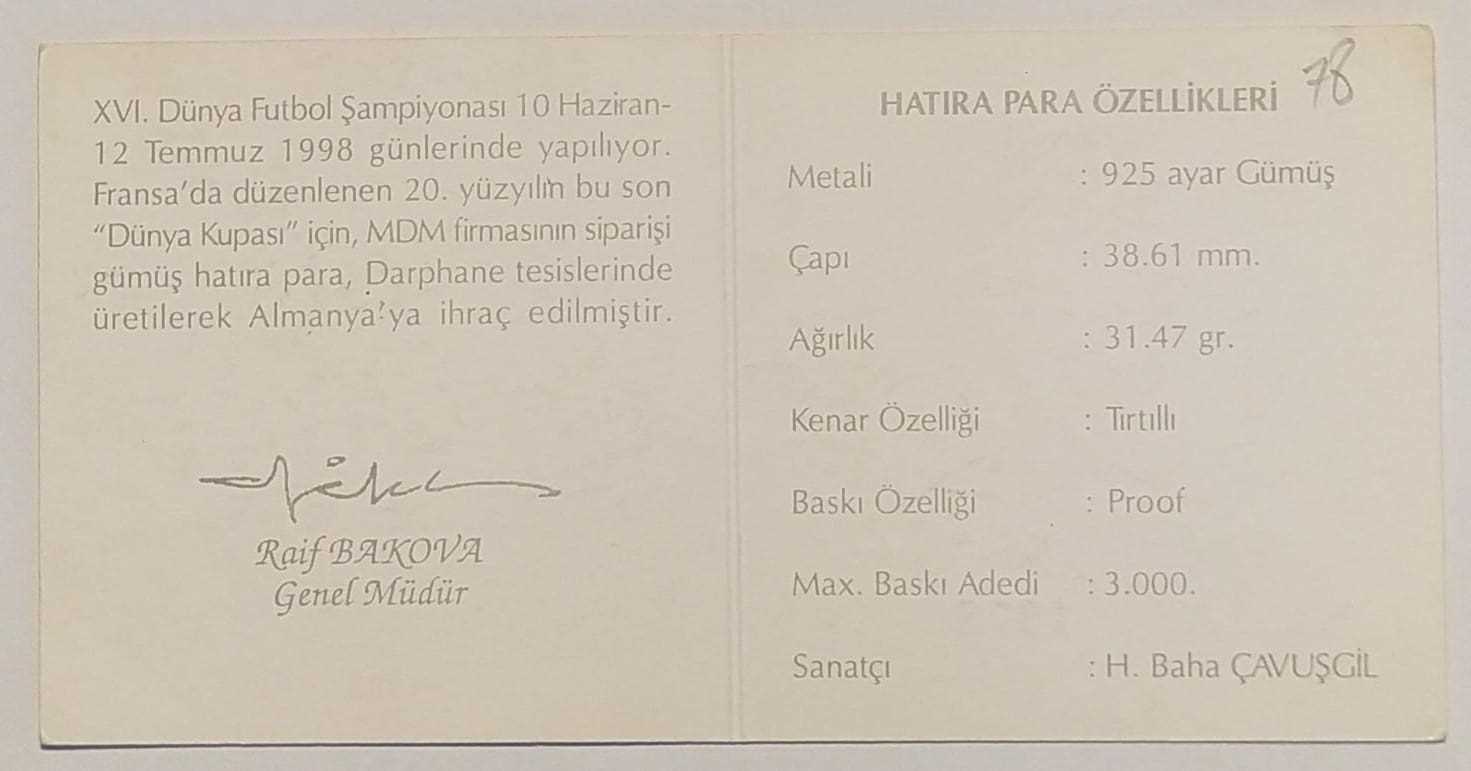 XVI. Dünya Futbol Şampiyonası 10 Haziran-
12 Temmuz 1998 günlerinde yapılıyor.
Fransa'da düzenlenen 20. yüzyılın bu son
"Dünya Kupası" için, MDM firmasının siparişi
gümüş hatıra para, Darphane tesislerinde
üretilerek Almanya'ya ihraç edilmiştir.
Raif BAKOVA
Genel Müdür
78
HATIRA PARA ÖZELLİKLERİ
Metali : 925 ayar Gümüş
Çapı : 38.61 mm.
Ağırlık : 31.47 gr.
Kenar Özelliği : Tırtıllı
Baskı Özelliği : Proof
Max. Baskı Adedi : 3.000.
Sanatçı : H. Baha ÇAVUŞGİL